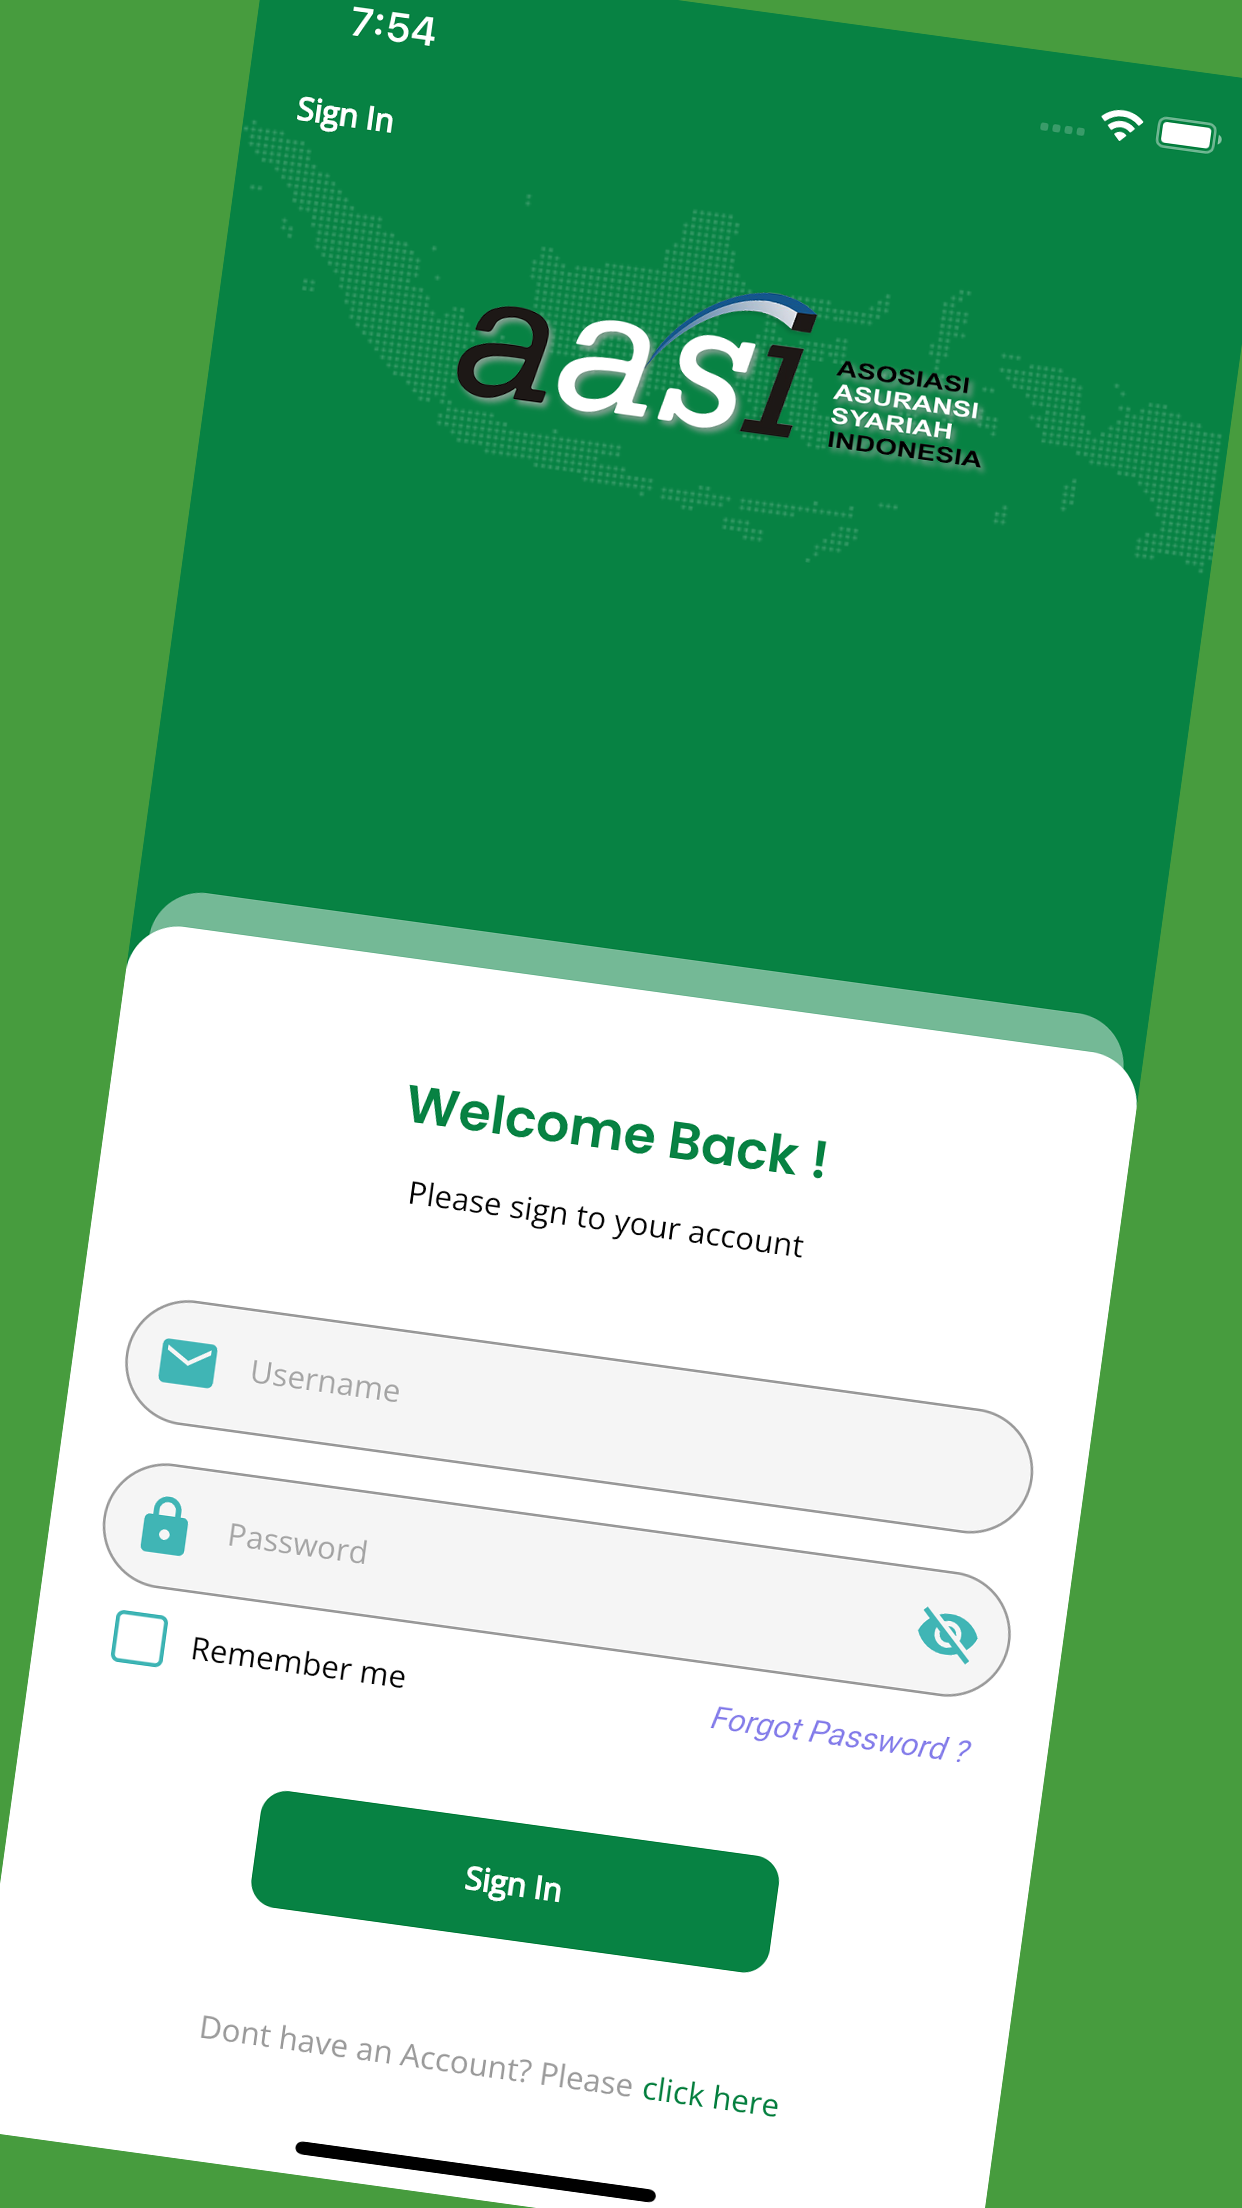 7:54
Sign In
aasi
ASOSIASI
ASURANSI
SYARIAH
INDONESIA
Welcome Back !
Please sign to your account
Username
Password
Remember me
Forgot Password ?
Sign In
Dont have an Account? Please click here